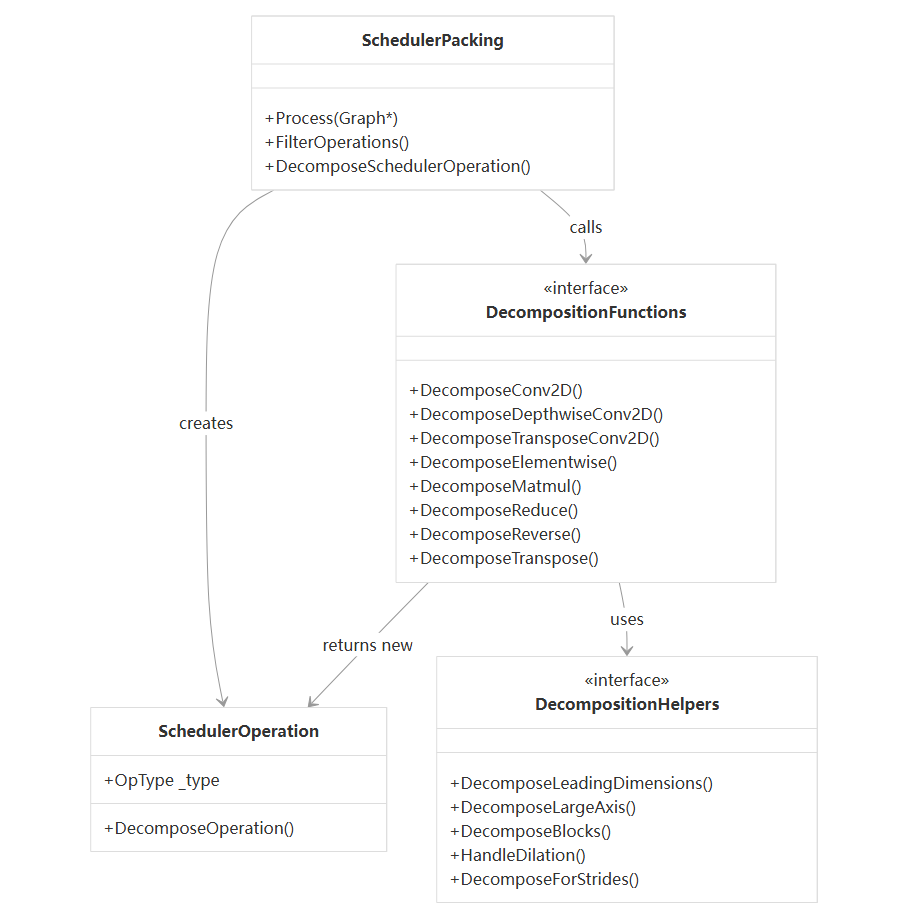 SchedulerPacking
+Process(Graph*)
+FilterOperations()
+DecomposeSchedulerOperation()
calls
«interface»
DecompositionFunctions
+DecomposeConv2D()
+DecomposeDepthwiseConv2D()
+DecomposeTransposeConv2D()
+DecomposeElementwise()
+DecomposeMatmul()
+DecomposeReduce()
+DecomposeReverse()
+DecomposeTranspose()
creates
returns new
uses
SchedulerOperation
+OpType _type
+DecomposeOperation()
«interface»
DecompositionHelpers
+DecomposeLeadingDimensions()
+DecomposeLargeAxis()
+DecomposeBlocks()
+HandleDilation()
+DecomposeForStrides()